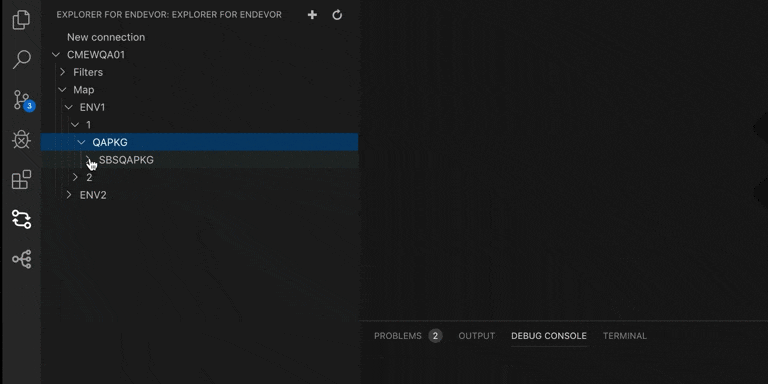 EXPLORER FOR ENDEVOR: EXPLORER FOR ENDEVOR
New connection
CMEWQA01
Filters
Map
ENV1
1
3
QAPKG
SBSQAPKG
2
ENV2
PROBLEMS 2 OUTPUT DEBUG CONSOLE TERMINAL